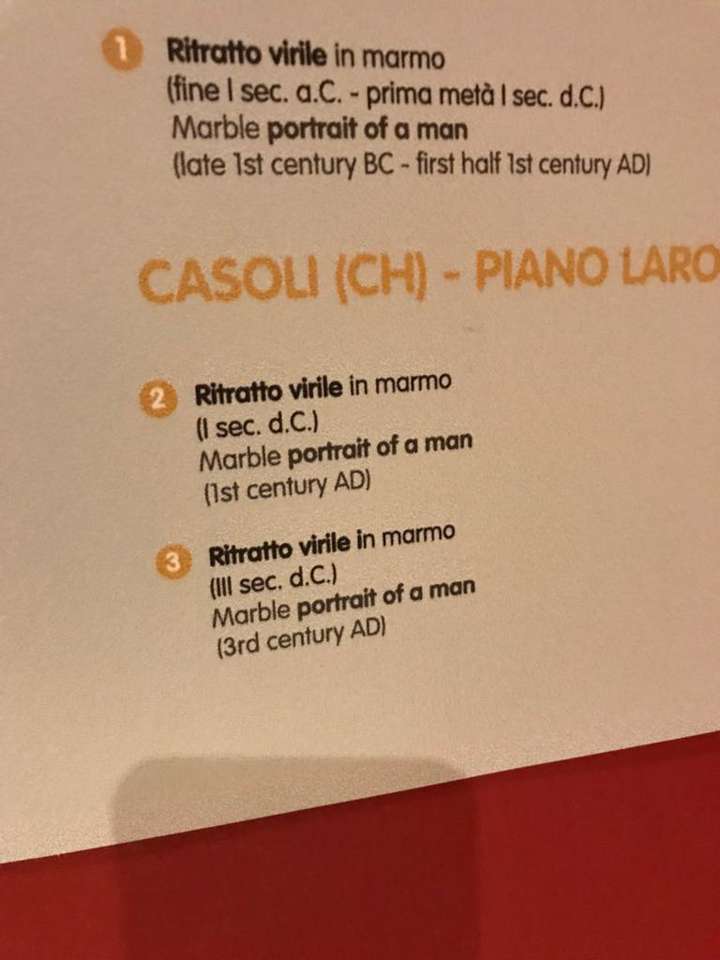 1 Ritratto virile in marmo
(fine I sec. a.C. - prima metà I sec. d.C.)
Marble portrait of a man
(late 1st century BC - first half 1st century AD)
CASOLI (CH) - PIANO LARO
2 Ritratto virile in marmo
(I sec. d.C.)
Marble portrait of a man
(1st century AD)
3 Ritratto virile in marmo
(III sec. d.C.)
Marble portrait of a man
(3rd century AD)